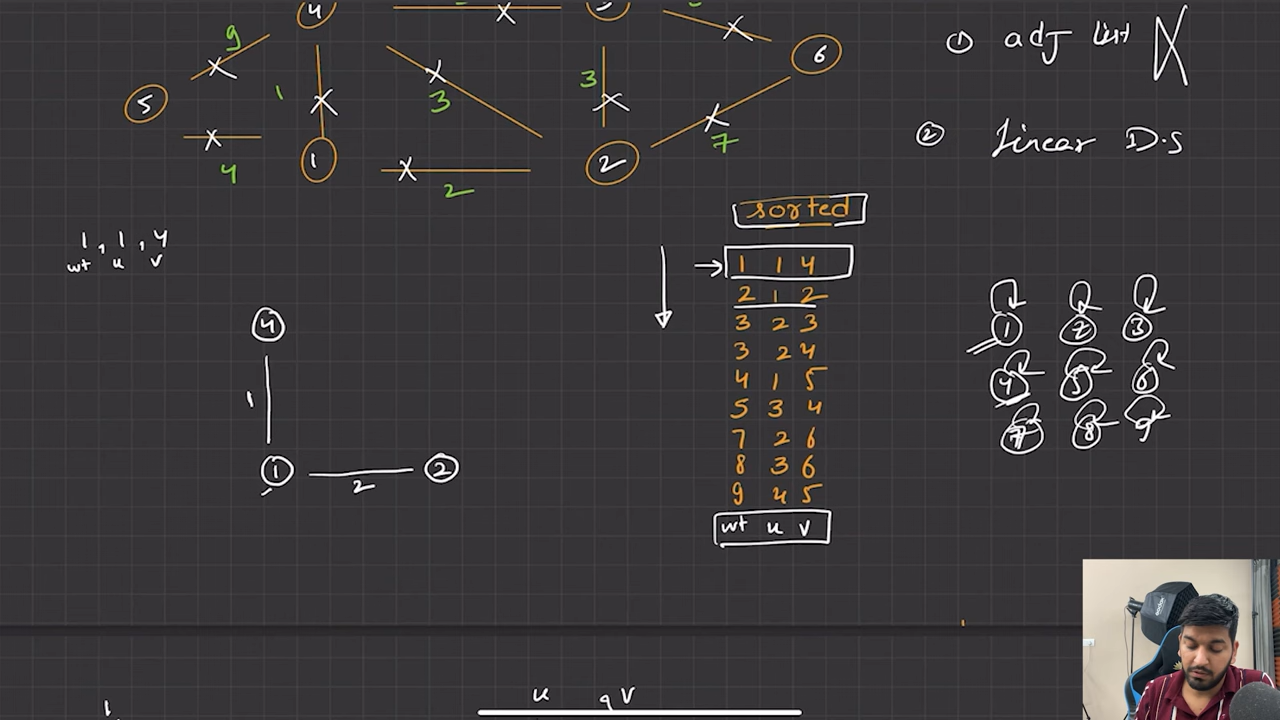 4
9
6
5
1
3
3
7
1
2
4
2
① adj list
② linear D.S
sorted
1, 1, 4
wt u v
1 1 4
2 1 2
3 2 3
3 2 4
4 1 5
5 3 4
7 2 6
8 3 6
9 4 5
wt u v
4
1
1
2
2
1 2 3
4 5 6
7 8 9
u v